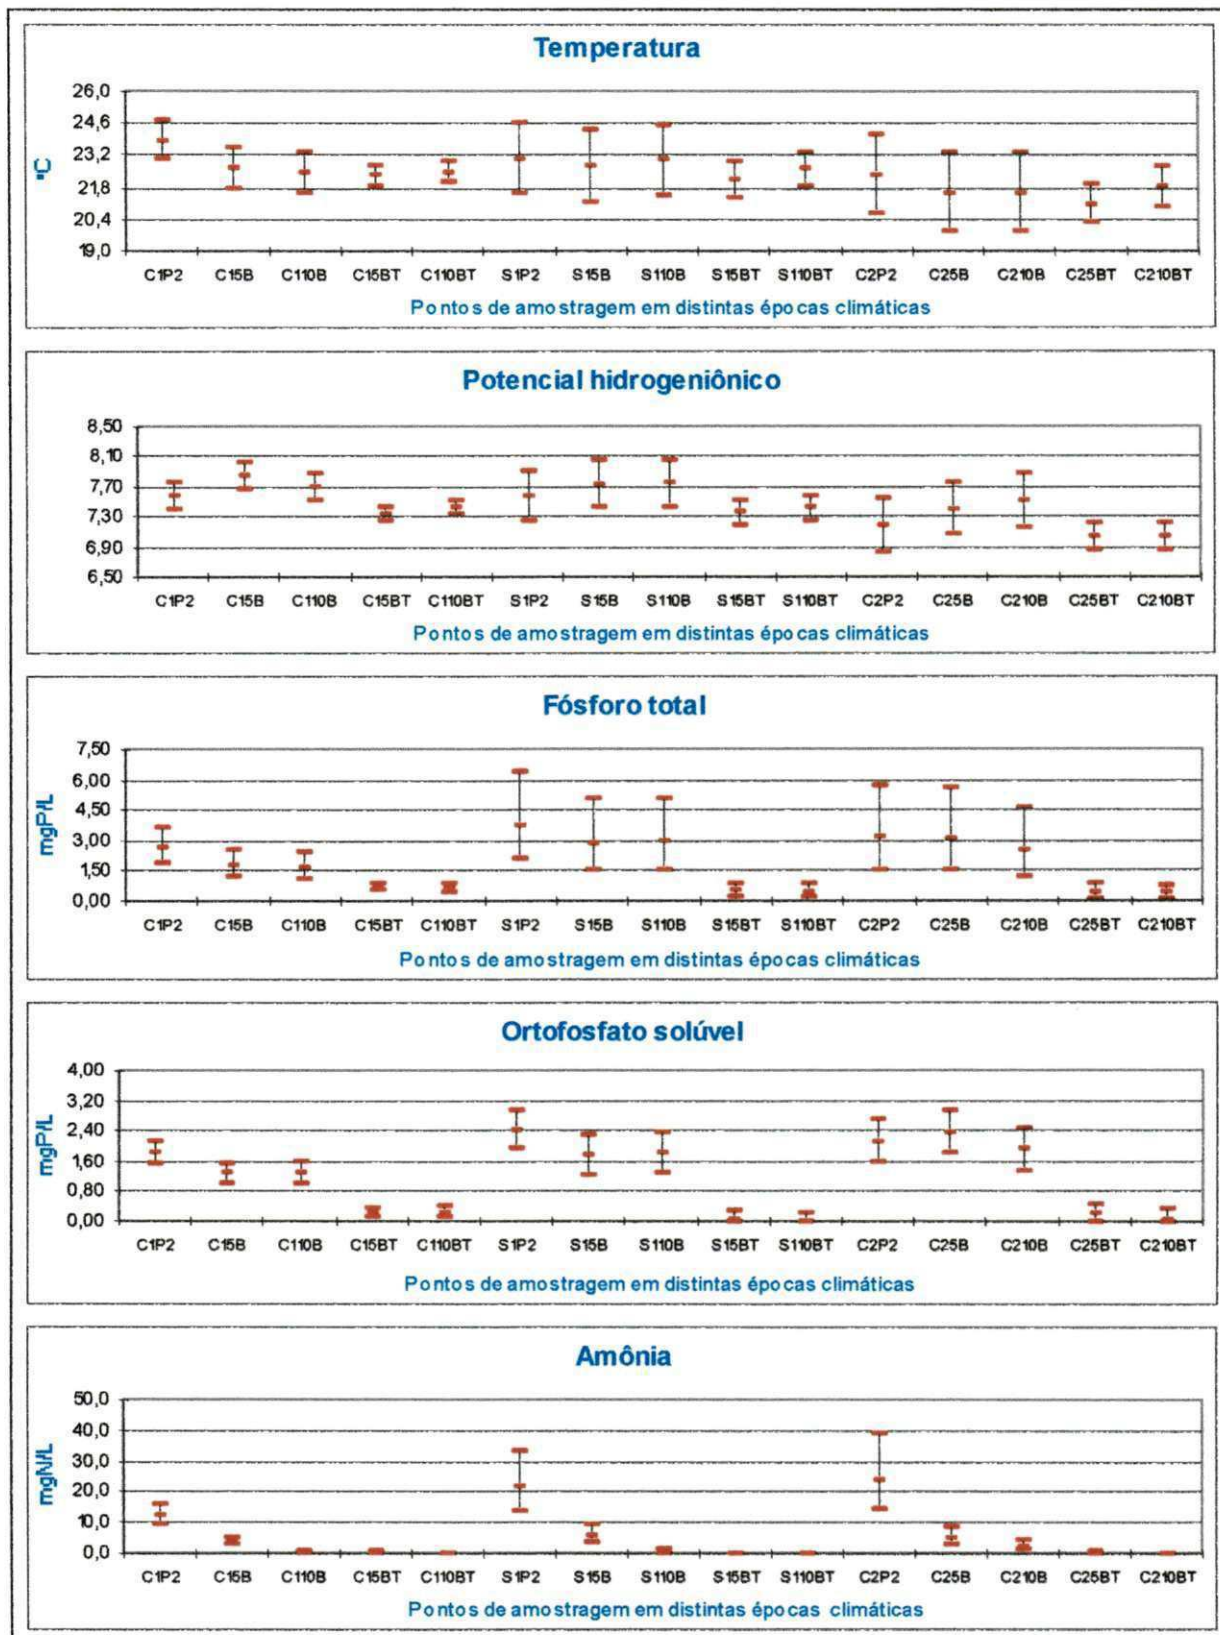 Temperatura
26,0
24,6
23,2
21,8
20,4
19,0
ºC
C1P2 C15B C110B C15BT C110BT S1P2 S15B S110B S15BT S110BT C2P2 C25B C210B C25BT C210BT
Pontos de amostragem em distintas épocas climáticas
Potencial hidrogeniônico
8,50
8,10
7,70
7,30
6,90
6,50
C1P2 C15B C110B C15BT C110BT S1P2 S15B S110B S15BT S110BT C2P2 C25B C210B C25BT C210BT
Pontos de amostragem em distintas épocas climáticas
Fósforo total
7,50
6,00
4,50
3,00
1,50
0,00
mgP/L
C1P2 C15B C110B C15BT C110BT S1P2 S15B S110B S15BT S110BT C2P2 C25B C210B C25BT C210BT
Pontos de amostragem em distintas épocas climáticas
Ortofosfato solúvel
4,00
3,20
2,40
1,60
0,80
0,00
mgP/L
C1P2 C15B C110B C15BT C110BT S1P2 S15B S110B S15BT S110BT C2P2 C25B C210B C25BT C210BT
Pontos de amostragem em distintas épocas climáticas
Amônia
50,0
40,0
30,0
20,0
10,0
0,0
mgN/L
C1P2 C15B C110B C15BT C110BT S1P2 S15B S110B S15BT S110BT C2P2 C25B C210B C25BT C210BT
Pontos de amostragem em distintas épocas climáticas